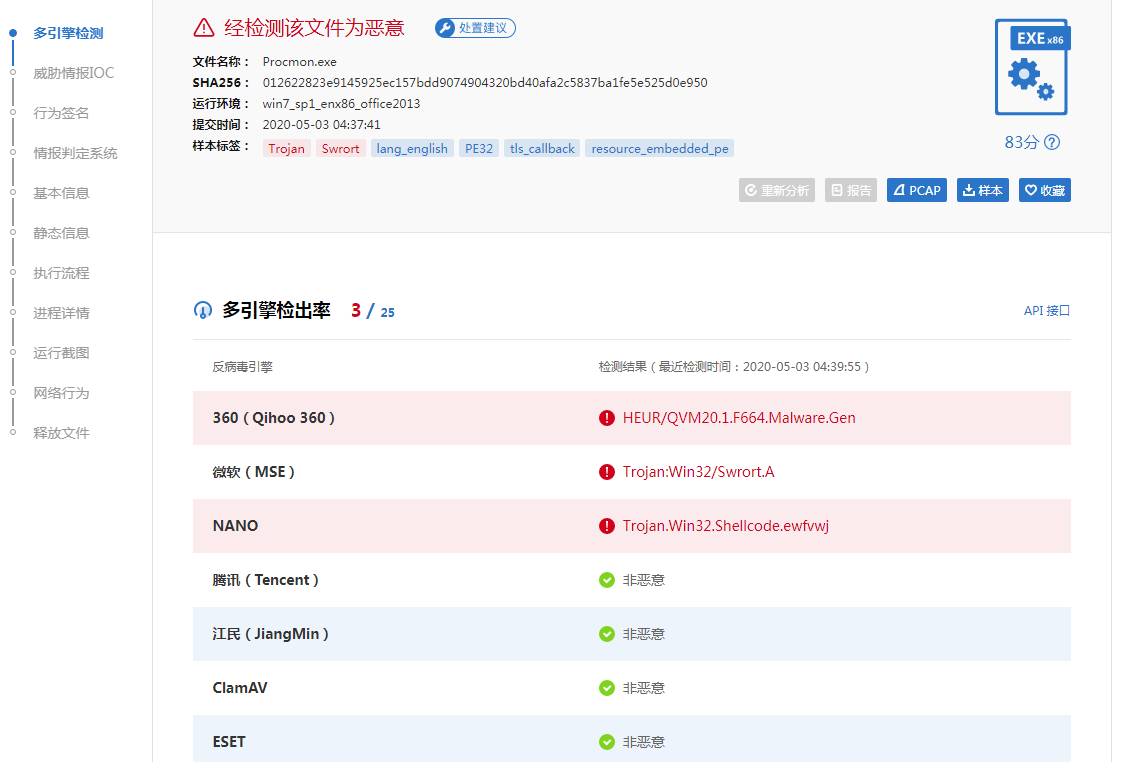 多引擎检测
威胁情报IOC
行为签名
情报判定系统
基本信息
静态信息
执行流程
进程详情
运行截图
网络行为
释放文件
经检测该文件为恶意 处置建议
文件名称： Procmon.exe
SHA256： 012622823e9145925ec157bdd9074904320bd40afa2c5837ba1fe5e525d0e950
运行环境： win7_sp1_enx86_office2013
提交时间： 2020-05-03 04:37:41
样本标签： Trojan Swrort lang_english PE32 tls_callback resource_embedded_pe
EXE x86
83分 ?
重新分析 报告 PCAP 样本 收藏
多引擎检出率 3 / 25 API 接口
反病毒引擎 检测结果 ( 最近检测时间：2020-05-03 04:39:55 )
360 ( Qihoo 360 ) HEUR/QVM20.1.F664.Malware.Gen
微软 ( MSE ) Trojan:Win32/Swrort.A
NANO Trojan.Win32.Shellcode.ewfvwj
腾讯 ( Tencent ) 非恶意
江民 ( JiangMin ) 非恶意
ClamAV 非恶意
ESET 非恶意